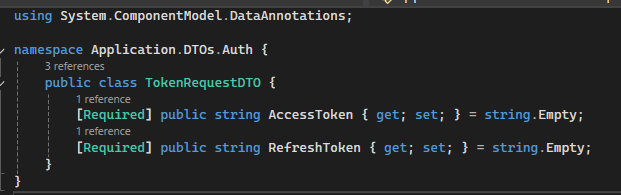 using System.ComponentModel.DataAnnotations;
namespace Application.DTOs.Auth {
3 references
public class TokenRequestDTO {
1 reference
[Required] public string AccessToken { get; set; } = string.Empty;
1 reference
[Required] public string RefreshToken { get; set; } = string.Empty;
}
}